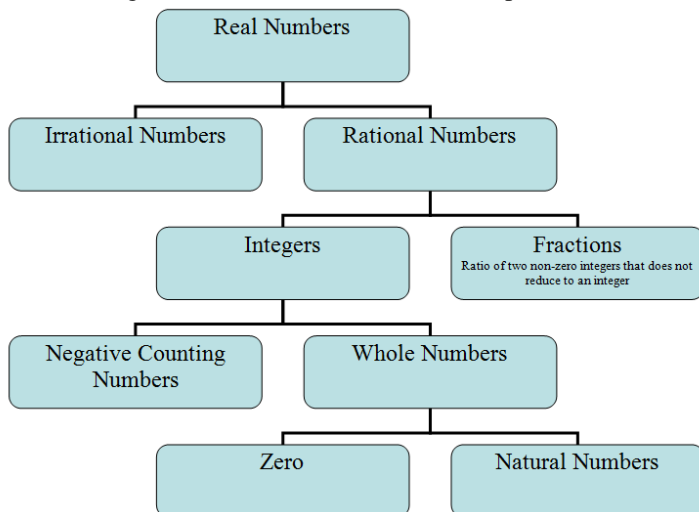 Real Numbers
Irrational Numbers
Rational Numbers
Integers
Fractions
Ratio of two non-zero integers that does not
reduce to an integer
Negative Counting
Numbers
Whole Numbers
Zero
Natural Numbers